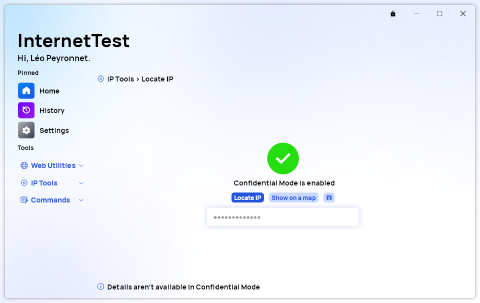 InternetTest
Hi, Léo Peyronnet.
Pinned
Home
History
Settings
Tools
Web Utilities
IP Tools
Commands
IP Tools > Locate IP
Confidential Mode is enabled
Locate IP
Show on a map
•••••••••••••
Details aren't available in Confidential Mode